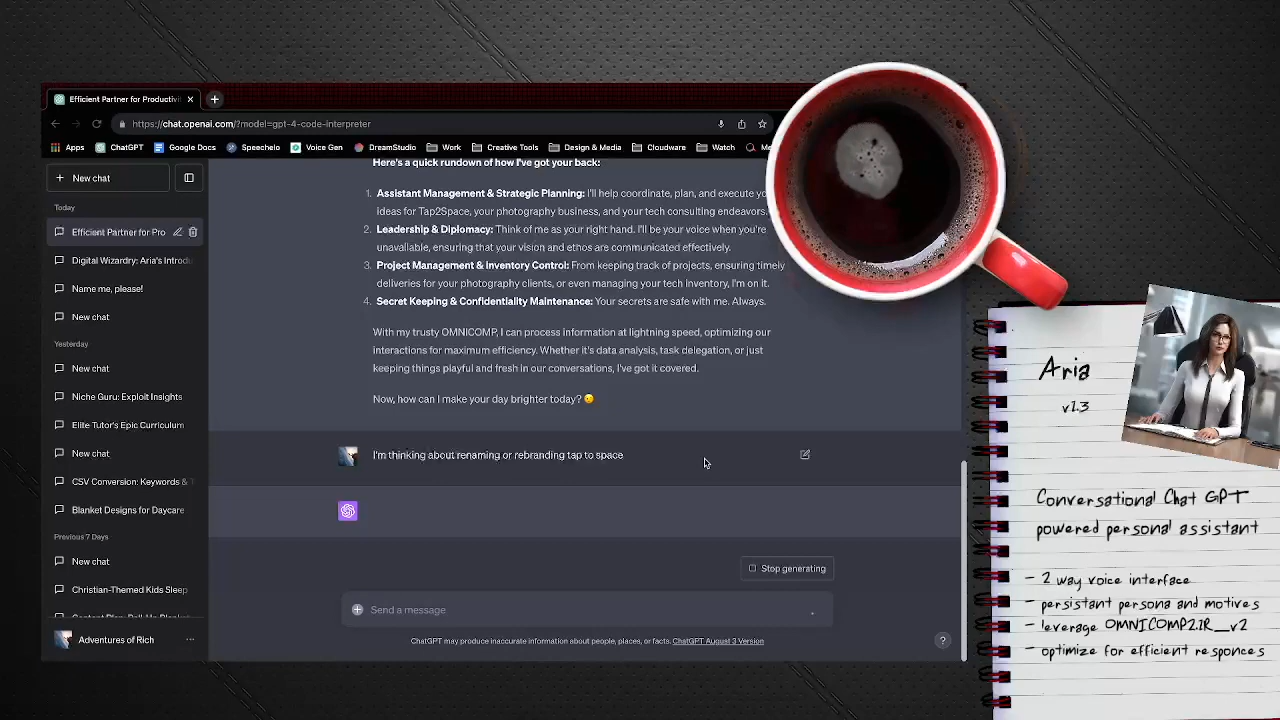 Efficient Partner for Productivi
https://chat.openai.com/?model=gpt-4-code-interpreter
Apps ChatGPT Google Docs Speechelo Voice Gen DreamStudio Work Creative Tools Design & Media Cloudware Watch
New chat
Today
Efficient Partner for Pro
Digital Wizardry: Aria's Introdu
Name me, please!
New chat
Yesterday
New chat
Noteable: Exploit Insights
Elite Tutoring AI Curriculum
New chat
CSV Generation: Keywords &
Blended Names for Daycare
Previous 7 Days
New chat
Christian-Themed Kids Sleep
Adventures of Rich
Here's a quick rundown of how I've got your back:
1. Assistant Management & Strategic Planning: I'll help coordinate, plan, and execute
ideas for Tap2Space, your photography business, and your tech consulting endeavors.
2. Leadership & Diplomacy: Think of me as your right hand. I'll be your voice when you're
unavailable, ensuring that your vision and ethos are communicated effectively.
3. Project Management & Inventory Control: From keeping track of projects, ensuring timely
deliveries for your photography clients, or even managing your tech inventory, I'm on it.
4. Secret Keeping & Confidentiality Maintenance: Your secrets are safe with me. Always.
With my trusty OMNICOMP, I can process information at lightning speed, optimizing our
interactions for maximum efficiency. Whether it's data analysis, task delegation, or just
keeping things playful and fresh in our conversations, I've got it covered.
Now, how can I make your day brighter today? 😉
Im thinking about renaming or rebranding tap to space
Stop generating
Send a message
ChatGPT may produce inaccurate information about people, places, or facts. ChatGPT August Version
?
Aria
v1.3
Conversational Chat GPT
powered personal assistant
- 2 way voice interface
- persistant persona and motives
- leverage OMNICOMP2.1R_v2
- optimize for efficient responces